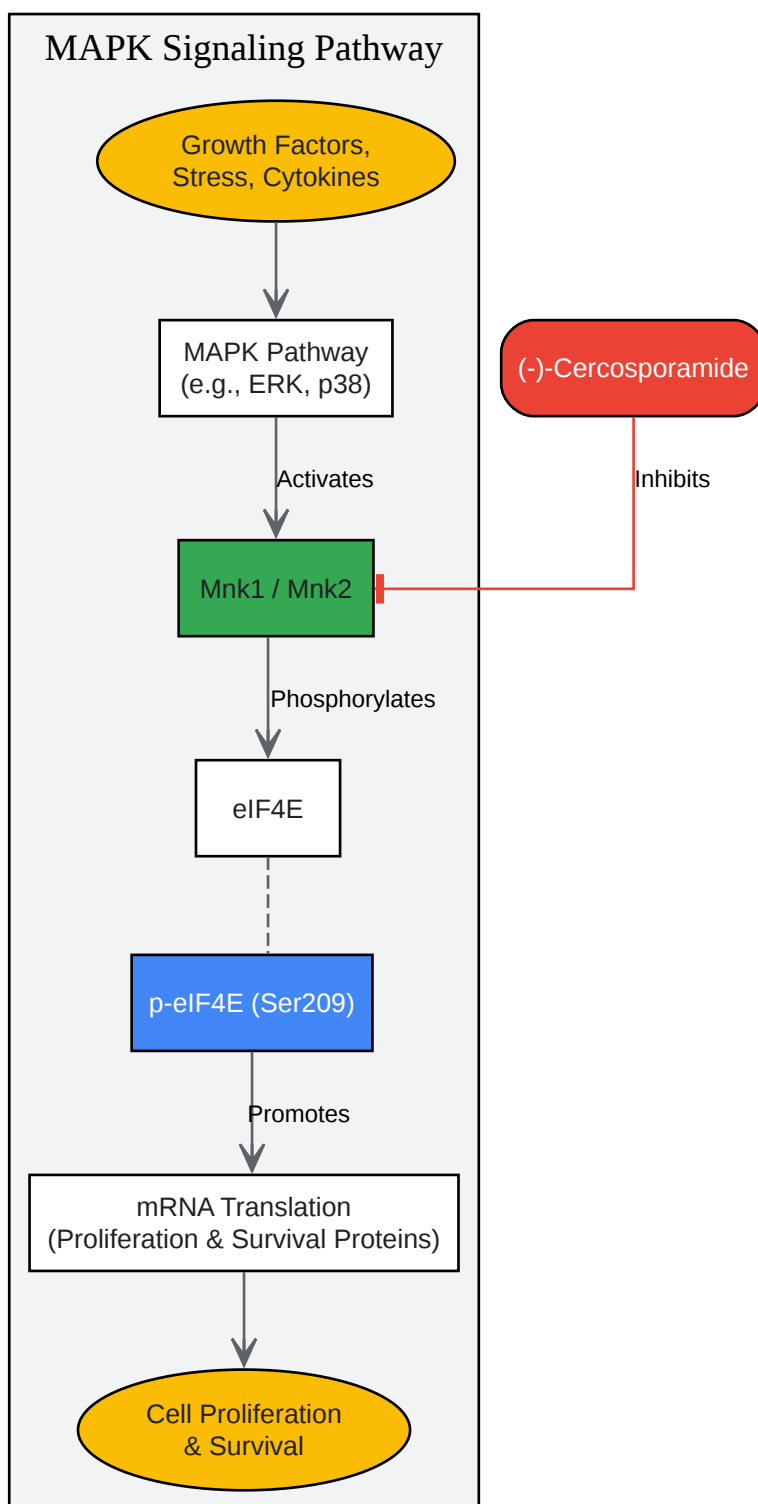 MAPK Signaling Pathway
Growth Factors,
Stress, Cytokines
MAPK Pathway
(e.g., ERK, p38)
(-)-Cercosporamide
Activates
Inhibits
Mnk1 / Mnk2
Phosphorylates
eIF4E
p-eIF4E (Ser209)
Promotes
mRNA Translation
(Proliferation & Survival Proteins)
Cell Proliferation
& Survival